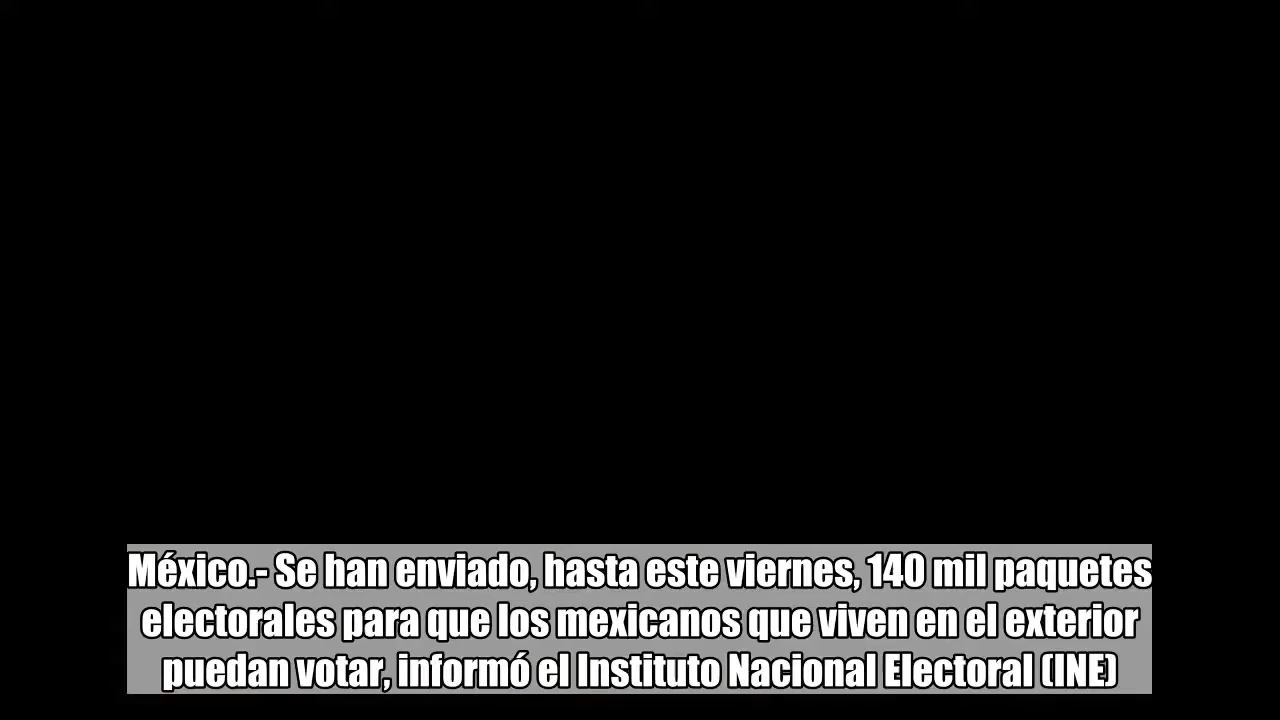 México.- Se han enviado, hasta este viernes, 140 mil paquetes
electorales para que los mexicanos que viven en el exterior
puedan votar, informó el Instituto Nacional Electoral (INE)